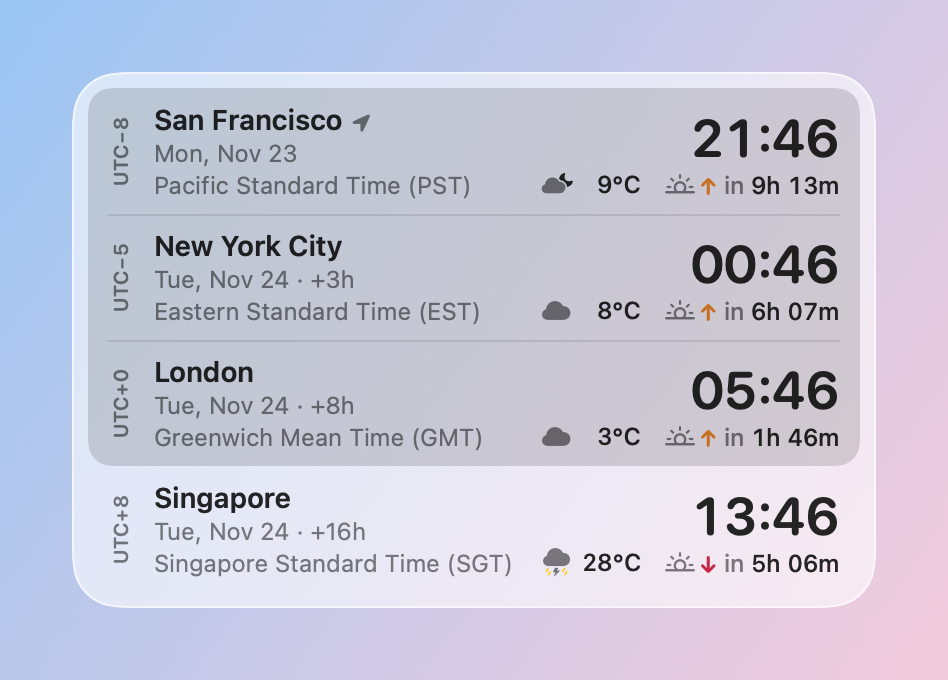 UTC−8
San Francisco
21:46
Mon, Nov 23
Pacific Standard Time (PST) 9°C in 9h 13m
UTC−5
New York City
00:46
Tue, Nov 24 · +3h
Eastern Standard Time (EST) 8°C in 6h 07m
UTC+0
London
05:46
Tue, Nov 24 · +8h
Greenwich Mean Time (GMT) 3°C in 1h 46m
UTC+8
Singapore
13:46
Tue, Nov 24 · +16h
Singapore Standard Time (SGT) 28°C in 5h 06m